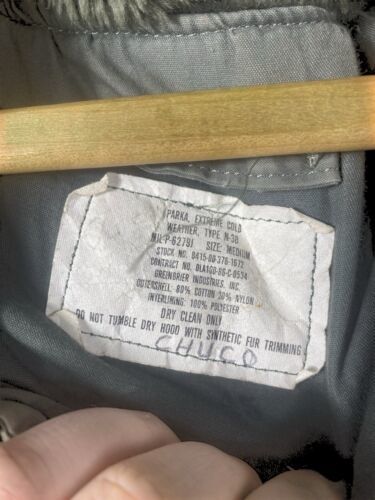 PARKA, EXTREME COLD
WEATHER, TYPE N-3B
MIL-P-6279J SIZE: MEDIUM
STOCK NO. 8415-00-376-1672
CONTRACT NO. DLA100-86-C-0534
GREENBRIER INDUSTRIES, INC.
OUTERSHELL: 80% COTTON 20% NYLON
INTERLINING: 100% POLYESTER
DRY CLEAN ONLY
DO NOT TUMBLE DRY HOOD WITH SYNTHETIC FUR TRIMMING
CHUCO